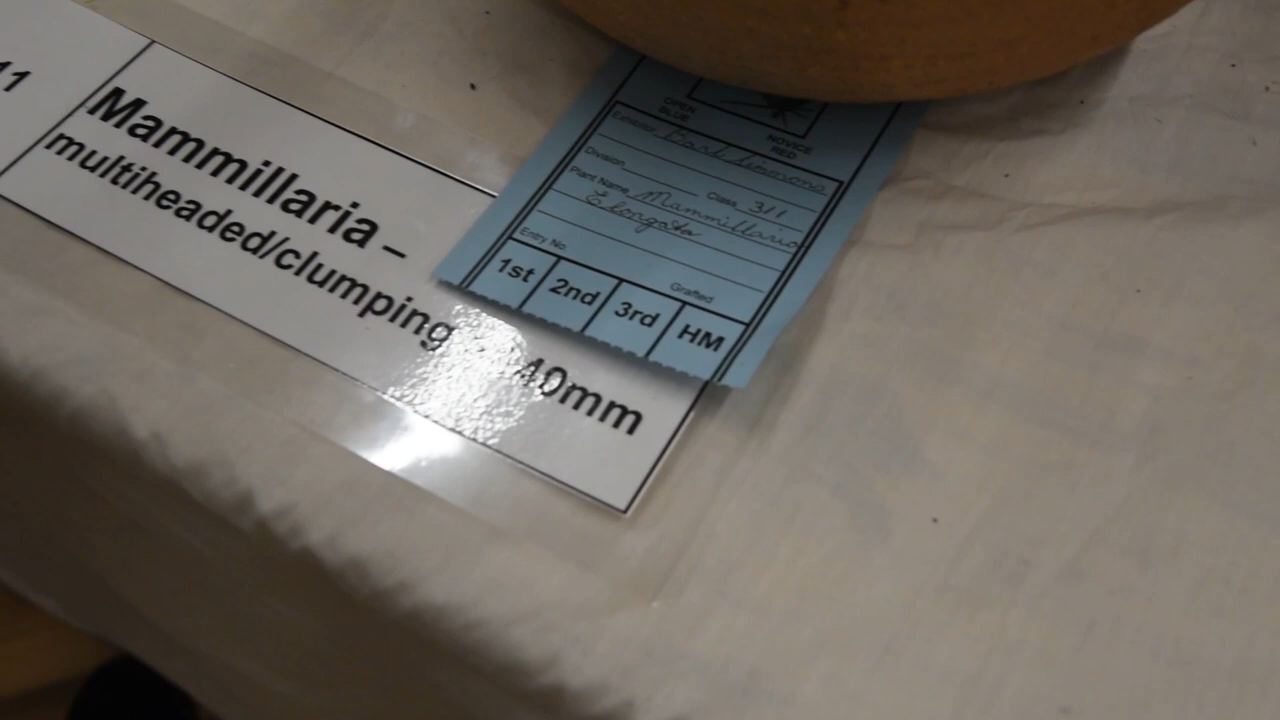 11
Mammillaria –
multiheaded/clumping
40mm
OPEN
BLUE
NOVICE
RED
Exhibitor
Division Class 311
Plant Name Mammillaria
Elongata
Entry No.
Grafted
1st 2nd 3rd HM